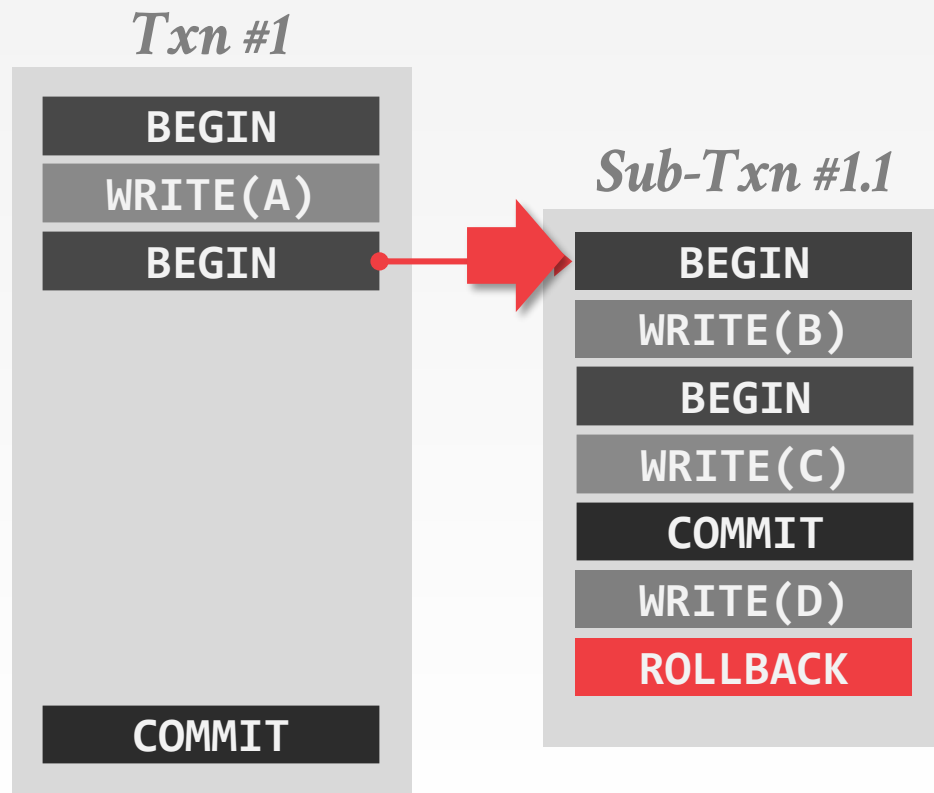 Txn #1
BEGIN
WRITE(A)
BEGIN
COMMIT
Sub-Txn #1.1
BEGIN
WRITE(B)
BEGIN
WRITE(C)
COMMIT
WRITE(D)
ROLLBACK